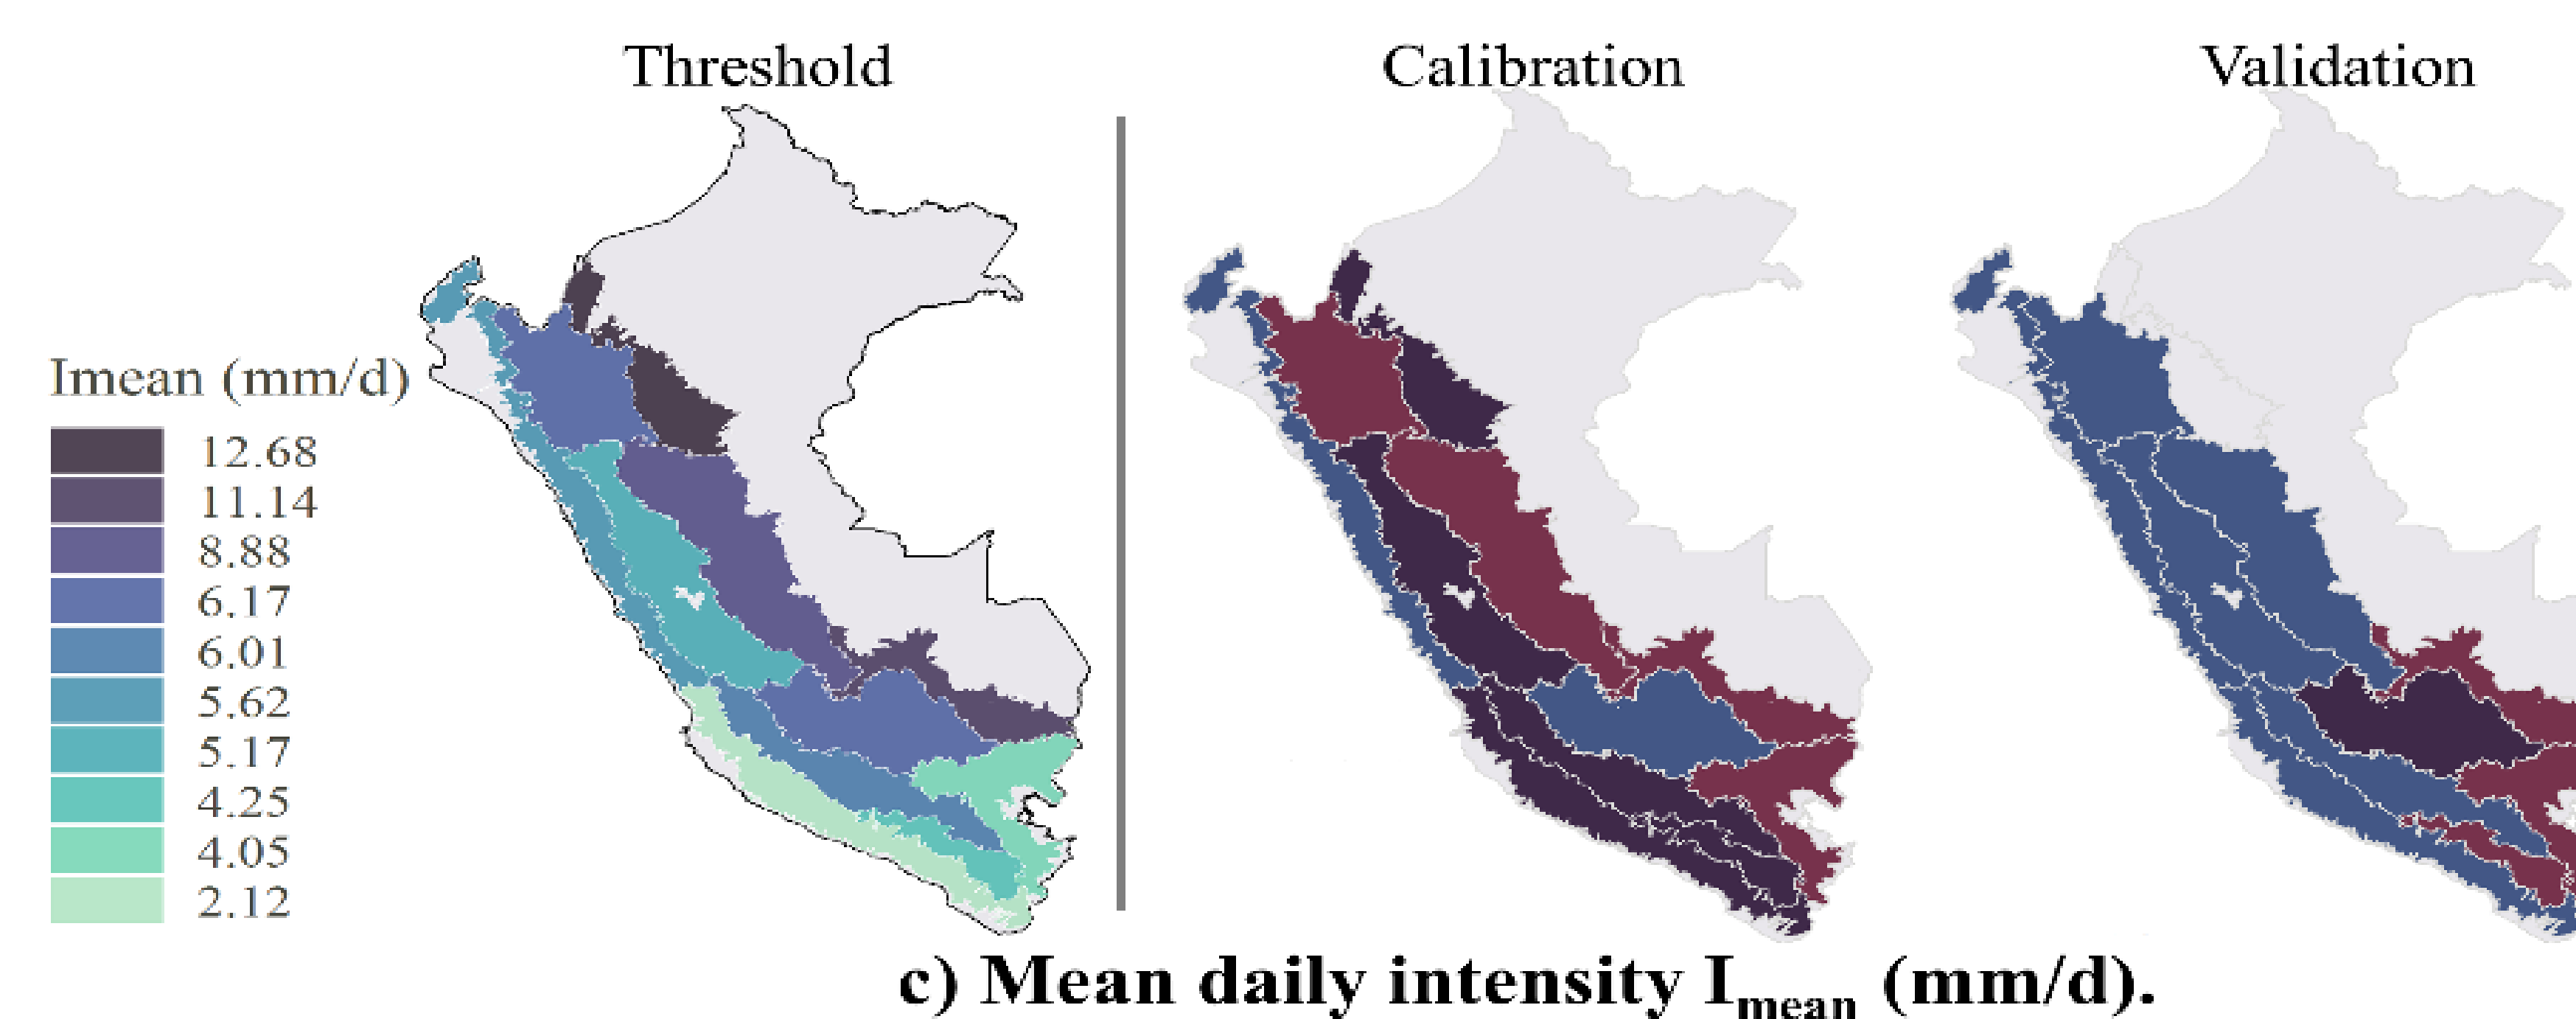 Threshold
Calibration
Validation
Imean (mm/d)
12.68
11.14
8.88
6.17
6.01
5.62
5.17
4.25
4.05
2.12
c) Mean daily intensity Imean (mm/d).